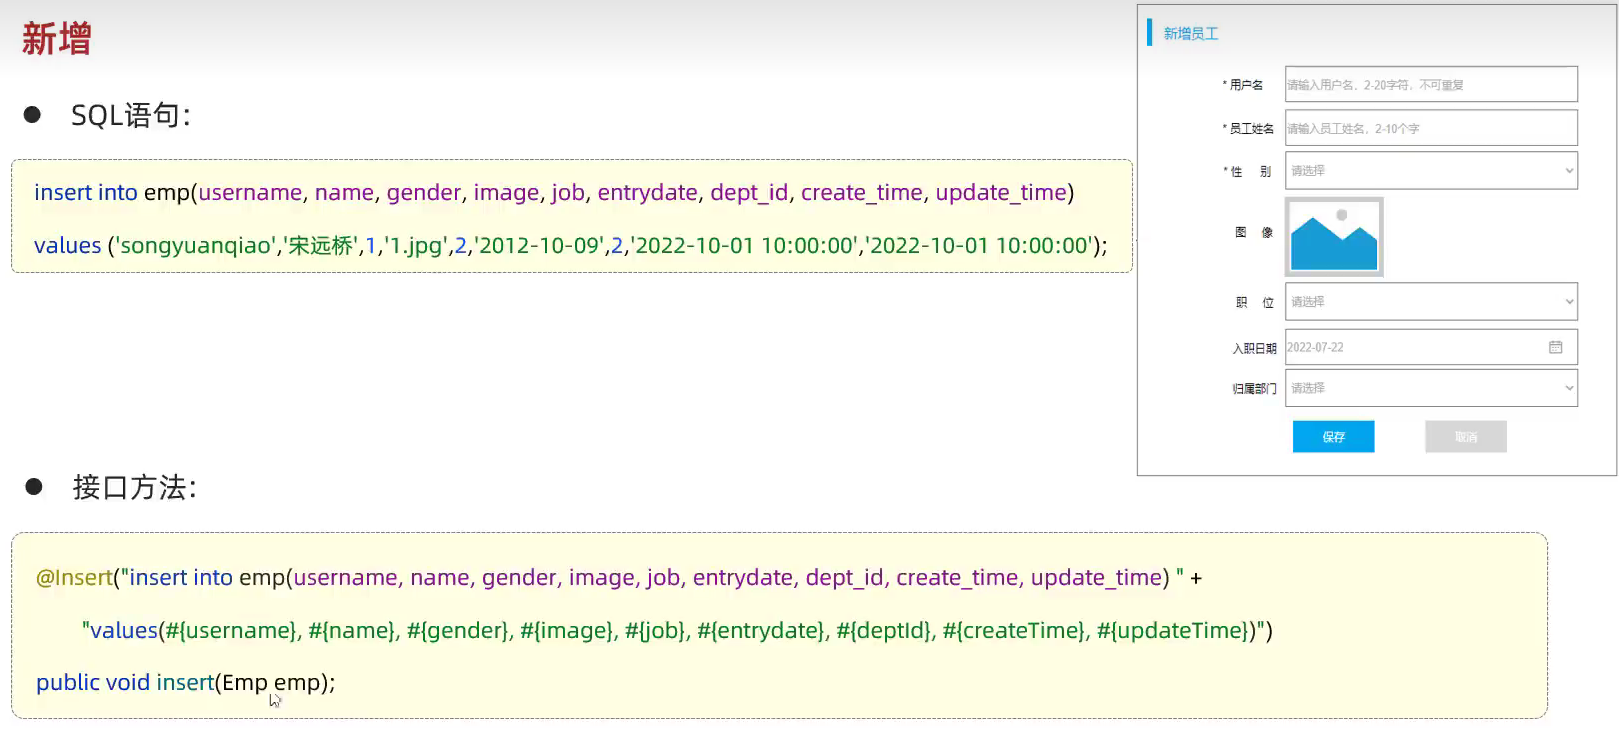 新增
SQL语句：
insert into emp(username, name, gender, image, job, entrydate, dept_id, create_time, update_time)
values ('songyuanqiao','宋远桥',1,'1.jpg',2,'2012-10-09',2,'2022-10-01 10:00:00','2022-10-01 10:00:00');
新增员工
* 用户名 请输入用户名，2-20字符，不可重复
* 员工姓名 请输入员工姓名，2-10个字
* 性 别 请选择
图 像
职 位 请选择
入职日期 2022-07-22
归属部门 请选择
保存 取消
接口方法：
@Insert("insert into emp(username, name, gender, image, job, entrydate, dept_id, create_time, update_time) " +
"values(#{username}, #{name}, #{gender}, #{image}, #{job}, #{entrydate}, #{deptId}, #{createTime}, #{updateTime})")
public void insert(Emp emp);